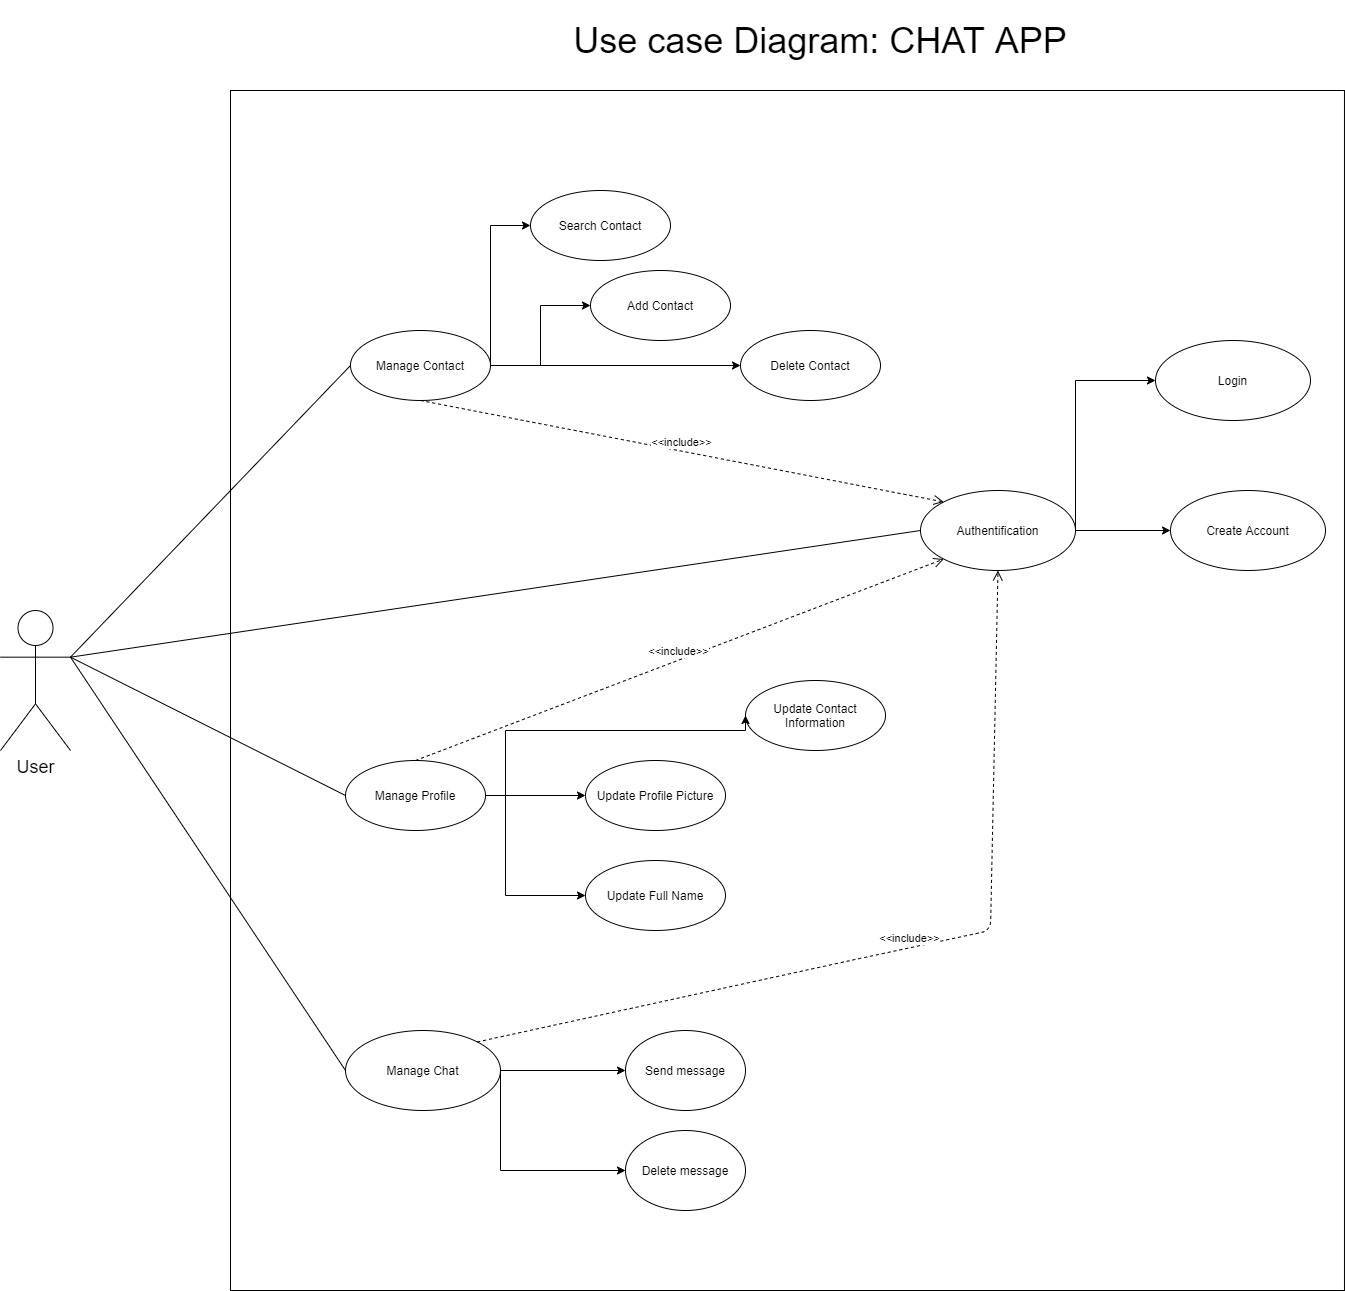 Use case Diagram: CHAT APP
Search Contact
Add Contact
Manage Contact
Delete Contact
Login
<<include>>
Authentification
Create Account
<<include>>
User
Update Contact
Information
Manage Profile
Update Profile Picture
Update Full Name
<<include>>
Manage Chat
Send message
Delete message